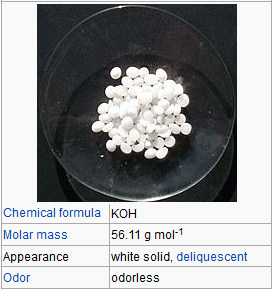 Chemical formula KOH
Molar mass 56.11 g mol-1
Appearance white solid, deliquescent
Odor odorless